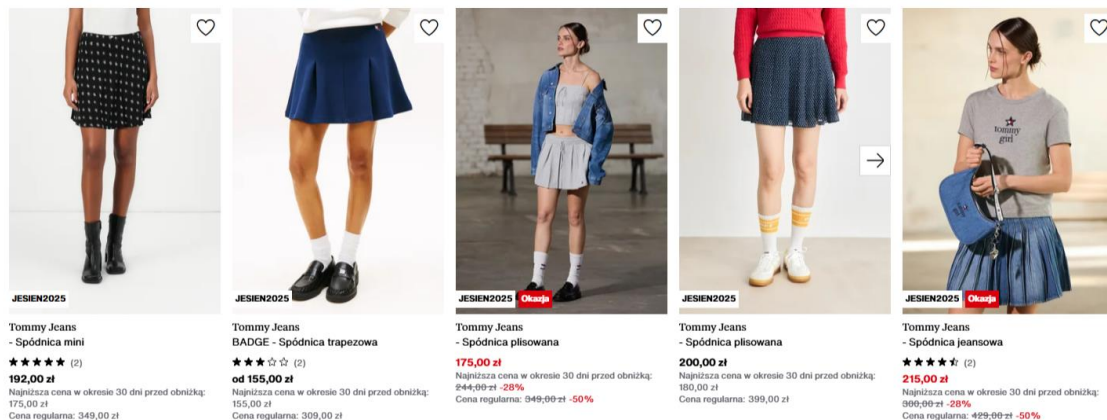 JESIEN2025
Tommy Jeans
- Spódnica mini
(2)
192,00 zł
Najniższa cena w okresie 30 dni przed obniżką:
175,00 zł
Cena regularna: 349,00 zł
JESIEN2025
Tommy Jeans
BADGE - Spódnica trapezowa
(2)
od 155,00 zł
Najniższa cena w okresie 30 dni przed obniżką:
155,00 zł
Cena regularna: 309,00 zł
JESIEN2025 Okazja
Tommy Jeans
- Spódnica plisowana
175,00 zł
Najniższa cena w okresie 30 dni przed obniżką:
244,00 zł -28%
Cena regularna: 349,00 zł -50%
JESIEN2025
Tommy Jeans
- Spódnica plisowana
200,00 zł
Najniższa cena w okresie 30 dni przed obniżką:
180,00 zł
Cena regularna: 399,00 zł
tommy
girl
JESIEN2025 Okazja
Tommy Jeans
- Spódnica jeansowa
(2)
215,00 zł
Najniższa cena w okresie 30 dni przed obniżką:
300,00 zł -28%
Cena regularna: 429,00 zł -50%